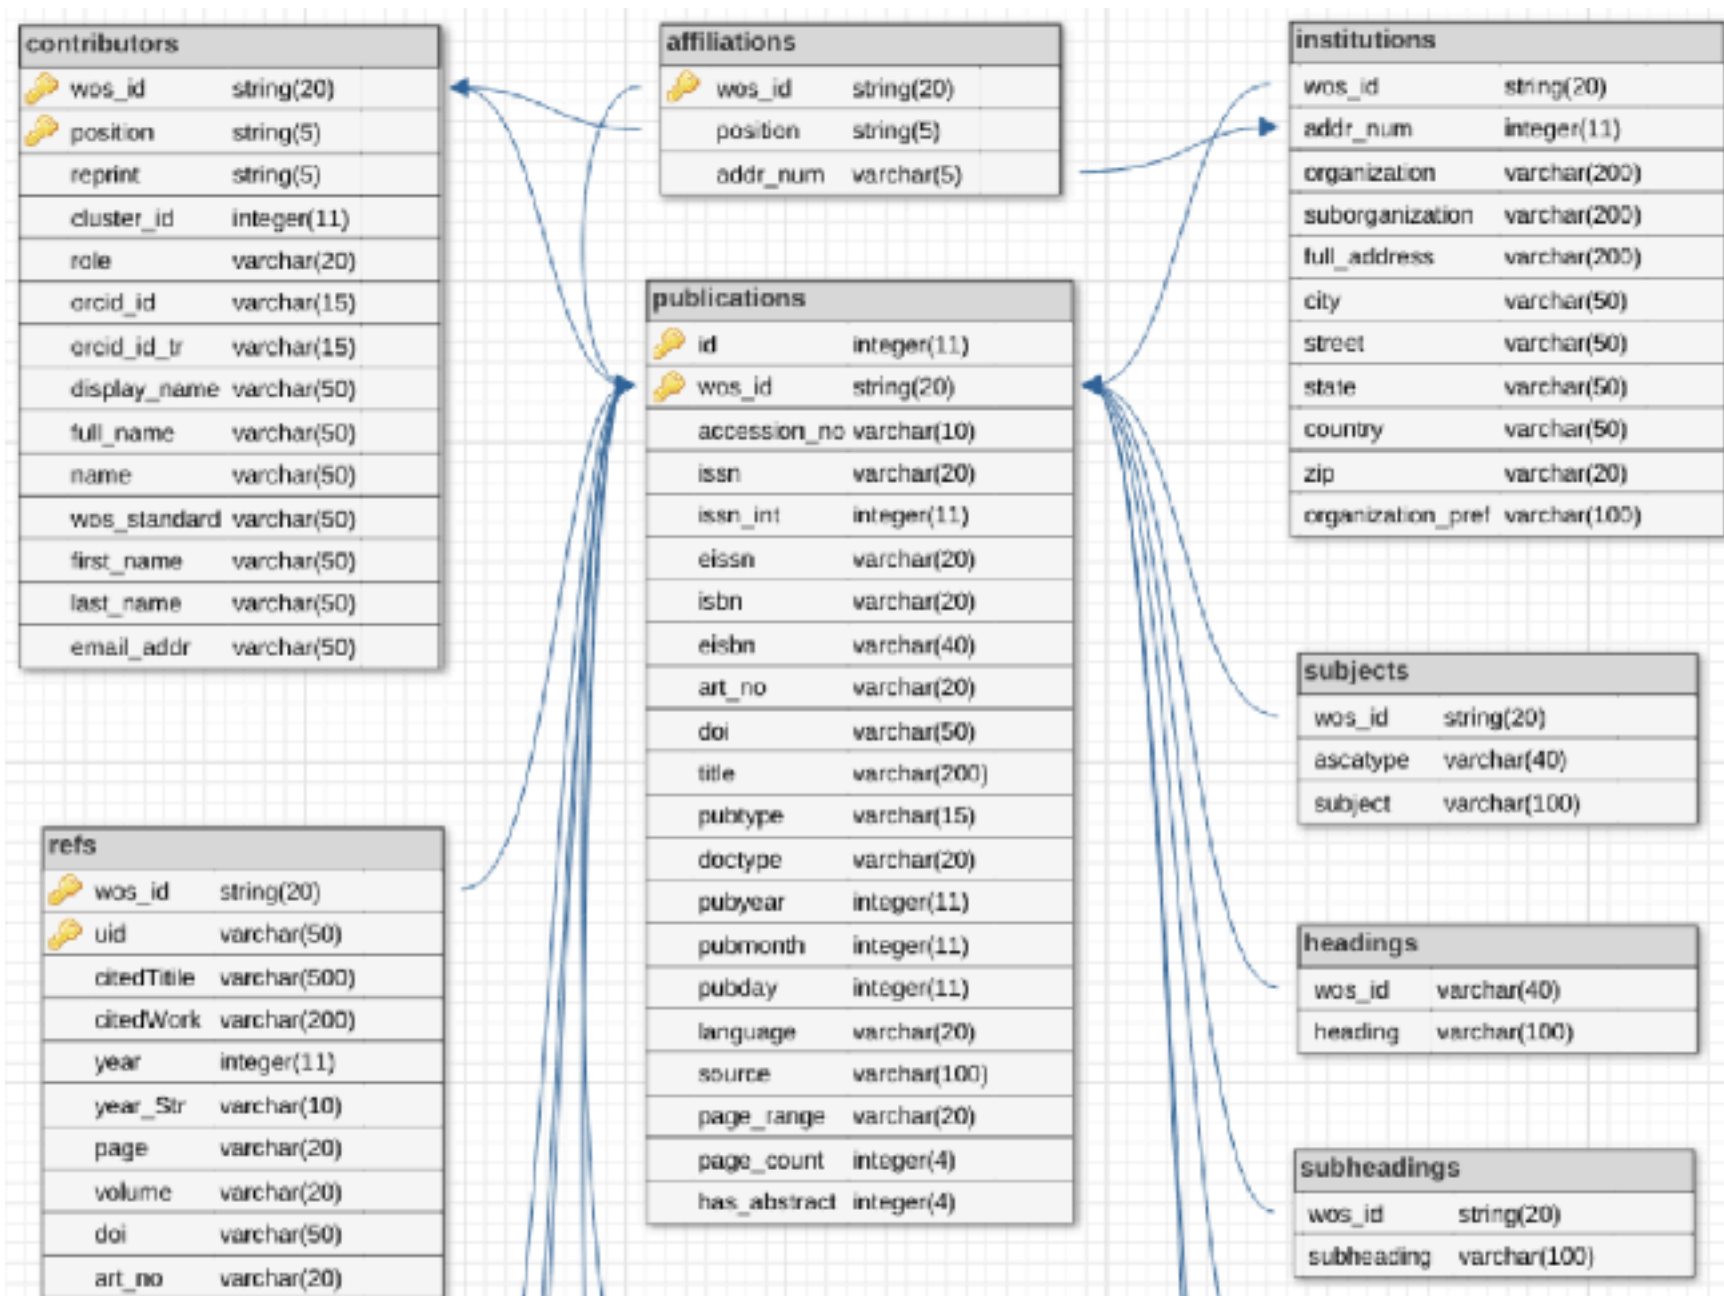 contributors
wos_id string(20)
position string(5)
reprint string(5)
cluster_id integer(11)
role varchar(20)
orcid_id varchar(15)
orcid_id_tr varchar(15)
display_name varchar(50)
full_name varchar(50)
name varchar(50)
wos_standard varchar(50)
first_name varchar(50)
last_name varchar(50)
email_addr varchar(50)
refs
wos_id string(20)
uid varchar(50)
citedTitile varchar(500)
citedWork varchar(200)
year integer(11)
year_Str varchar(10)
page varchar(20)
volume varchar(20)
doi varchar(50)
art_no varchar(20)
affiliations
wos_id string(20)
position string(5)
addr_num varchar(5)
publications
id integer(11)
wos_id string(20)
accession_no varchar(10)
issn varchar(20)
issn_int integer(11)
eissn varchar(20)
isbn varchar(20)
eisbn varchar(40)
art_no varchar(20)
doi varchar(50)
title varchar(200)
pubtype varchar(15)
doctype varchar(20)
pubyear integer(11)
pubmonth integer(11)
pubday integer(11)
language varchar(20)
source varchar(100)
page_range varchar(20)
page_count integer(4)
has_abstract integer(4)
institutions
wos_id string(20)
addr_num integer(11)
organization varchar(200)
suborganization varchar(200)
full_address varchar(200)
city varchar(50)
street varchar(50)
state varchar(50)
country varchar(50)
zip varchar(20)
organization_pref varchar(100)
subjects
wos_id string(20)
ascatype varchar(40)
subject varchar(100)
headings
wos_id varchar(40)
heading varchar(100)
subheadings
wos_id string(20)
subheading varchar(100)